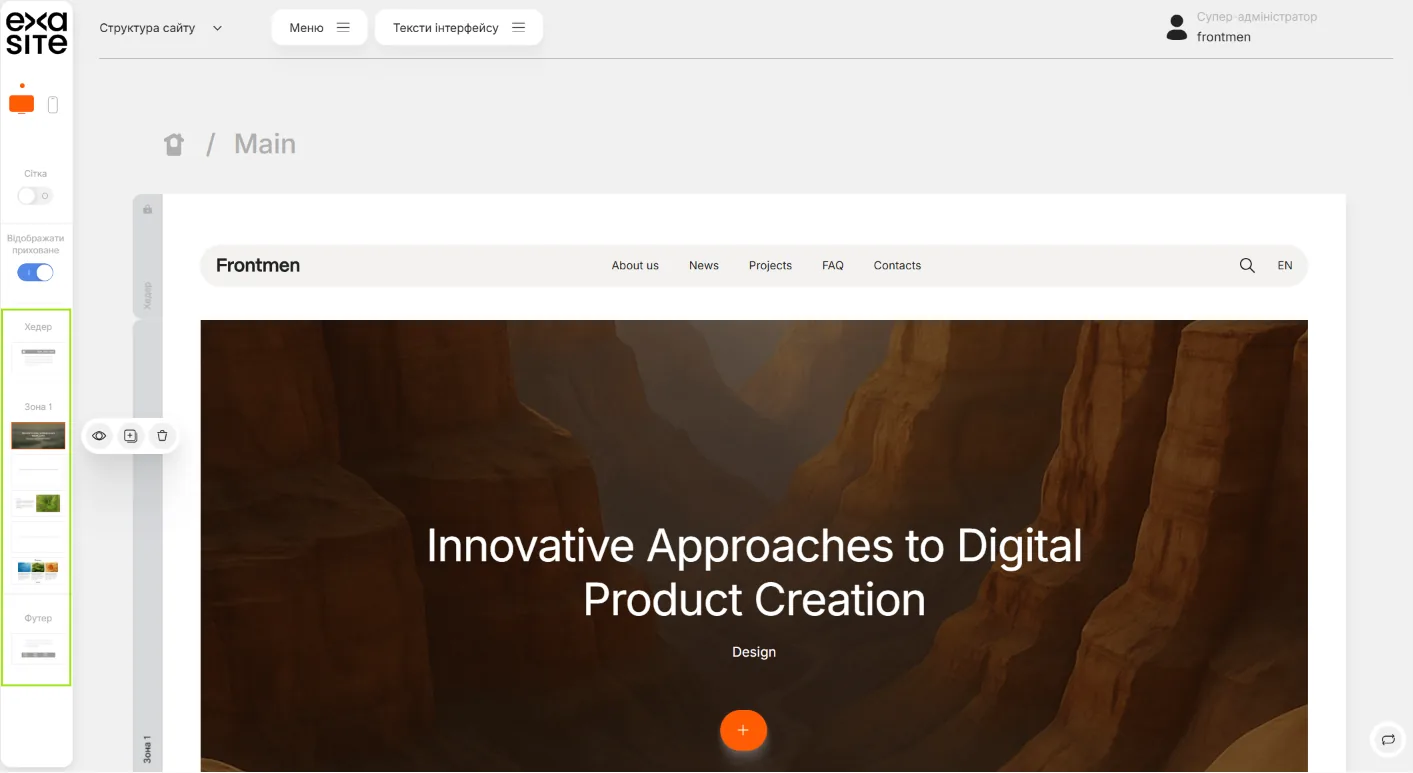 exa
site
Структура сайту
Меню
Тексти інтерфейсу
Супер-адміністратор
frontmen
/ Main
Сітка
Відображати
приховане
Хедер
Зона 1
Футер
Хедер
Зона 1
Frontmen
About us
News
Projects
FAQ
Contacts
EN
Innovative Approaches to Digital
Product Creation
Design